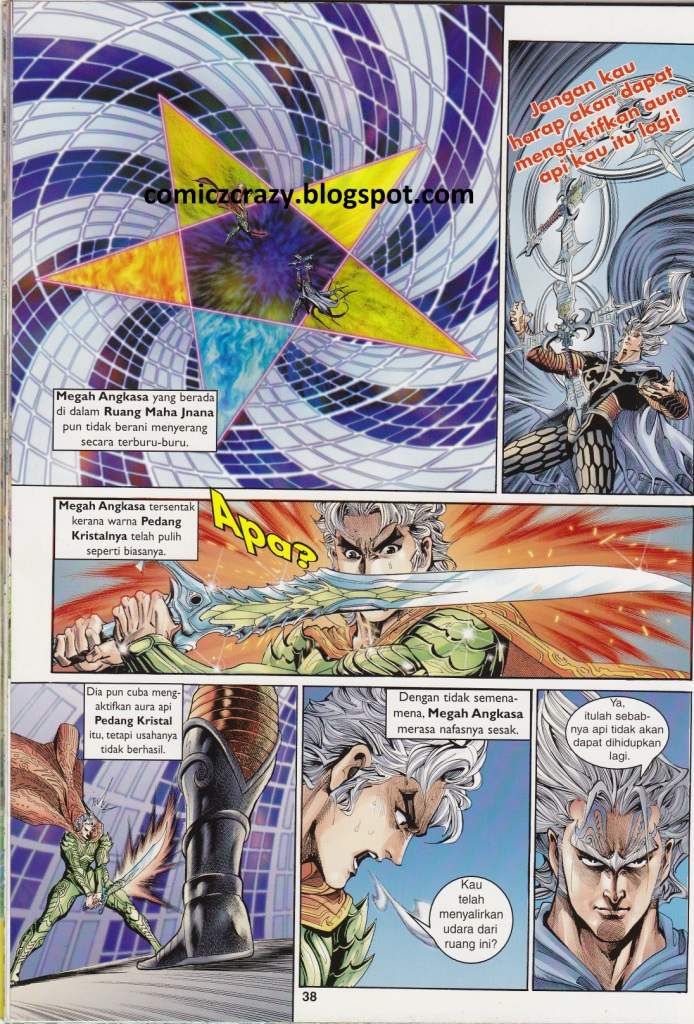 comiczcrazy.blogspot.com
Megah Angkasa yang berada
di dalam Ruang Maha Jnana
pun tidak berani menyerang
secara terburu-buru.
Jangan kau
harap akan dapat
mengaktifkan aura
api kau itu lagi!
Megah Angkasa tersentak
kerana warna Pedang
Kristalnya telah pulih
seperti biasanya.
Apa?
Dia pun cuba meng-
aktifkan aura api
Pedang Kristal
itu, tetapi usahanya
tidak berhasil.
Dengan tidak semena-
mena, Megah Angkasa
merasa nafasnya sesak.
Kau
telah
menyalirkan
udara dari
ruang ini?
Ya,
itulah sebab-
nya api tidak akan
dapat dihidupkan
lagi.
38